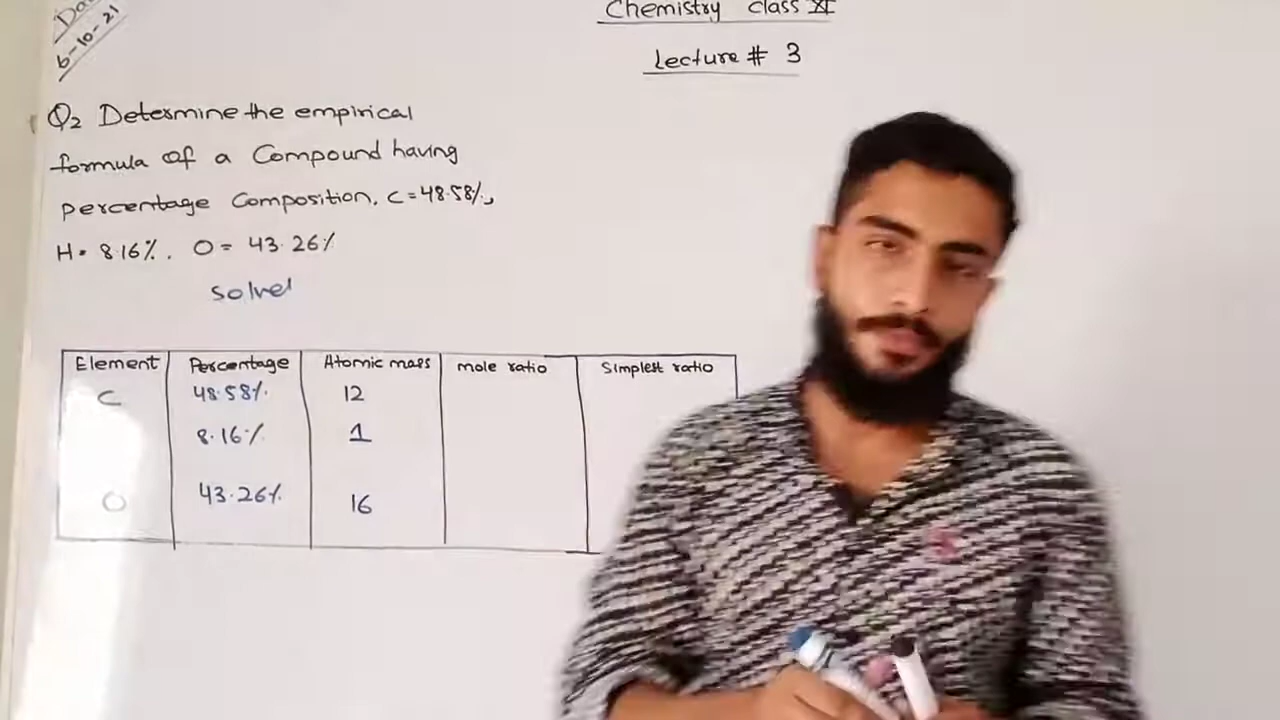 Da
6-10-21
Chemistry Class XI
Lecture # 3
Q2 Determine the empirical
formula of a Compound having
percentage Composition. C=48.58%,
H= 8.16%. O= 43.26%
Solve
Element Percentage Atomic mass mole ratio Simplest ratio
C 48.58% 12
8.16% 1
O 43.26% 16